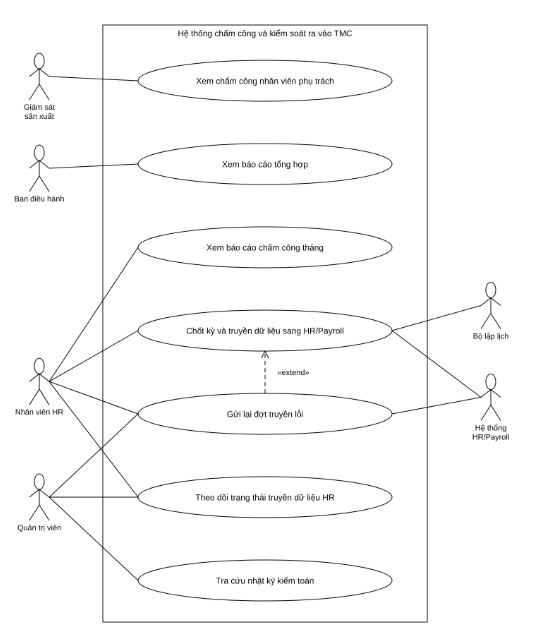 Hệ thống chấm công và kiểm soát ra vào TMC
Xem chấm công nhân viên phụ trách
Giám sát
sản xuất
Xem báo cáo tổng hợp
Ban điều hành
Xem báo cáo chấm công tháng
Chốt kỳ và truyền dữ liệu sang HR/Payroll
Bộ lập lịch
«extend»
Nhân viên HR
Gửi lại đợt truyền lỗi
Hệ thống
HR/Payroll
Theo dõi trạng thái truyền dữ liệu HR
Quản trị viên
Tra cứu nhật ký kiểm toán